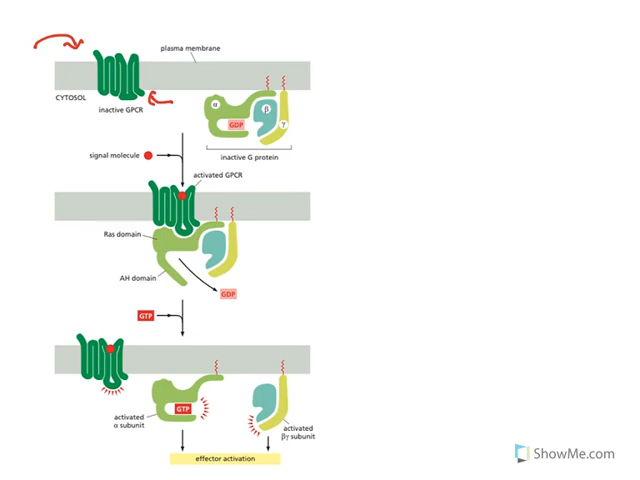 plasma membrane
CYTOSOL
inactive GPCR
α
β
γ
GDP
inactive G protein
signal molecule
activated GPCR
Ras domain
AH domain
GDP
GTP
GTP
activated
α subunit
activated
βγ subunit
effector activation
ShowMe.com